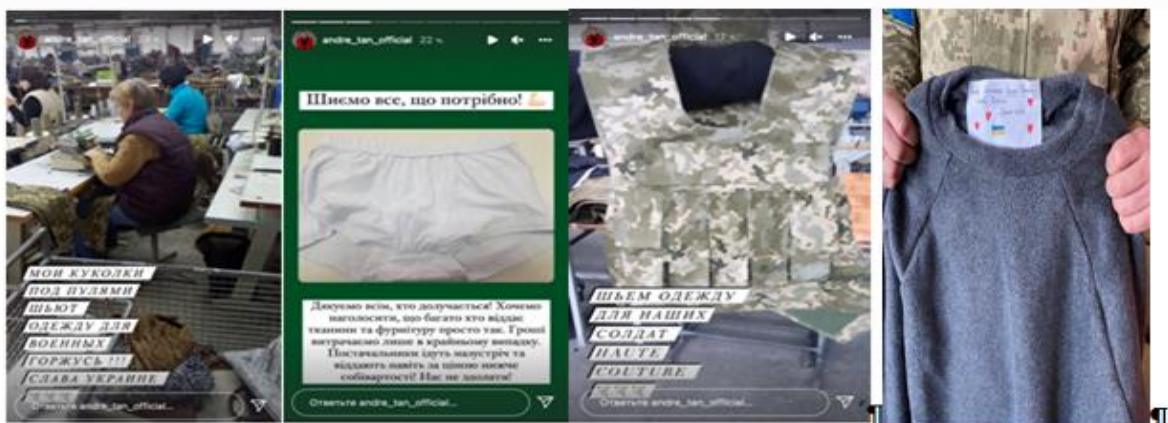 andre_tan_official
МОИ КУКОЛКИ
ПОД ПУЛЯМИ
ШЬЮТ
ОДЕЖДУ ДЛЯ
ВОЕННЫХ
ГОРЖУСЬ !!!
СЛАВА УКРАИНЕ
Ответьте andre_tan_official...
andre_tan_official 22 ч.
Шиємо все, що потрібно! 💪
Дякуємо всім, хто долучається! Хочемо
наголосити, що багато хто віддає
тканини та фурнітуру просто так. Гроші
витрачаємо лише в крайньому випадку.
Постачальники ідуть назустріч та
віддають навіть за ціною нижче
собівартості! Нас не здолати!
Ответьте andre_tan_official...
andre_tan_official
ШЬЕМ ОДЕЖДУ
ДЛЯ НАШИХ
СОЛДАТ
HAUTE
COUTURE
Ответьте andre_tan_official...
¶
¶